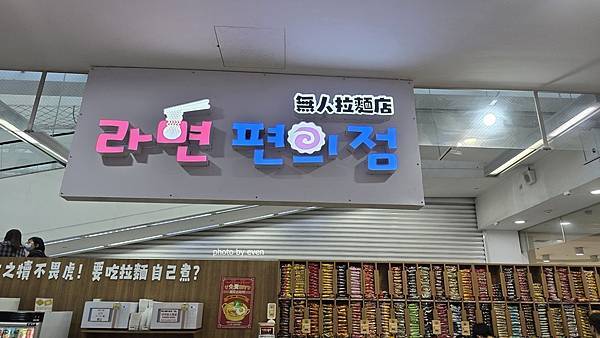 無人拉麵店
라면 편의점
photo by even
之犢不畏虎！要吃拉麵自己煮？